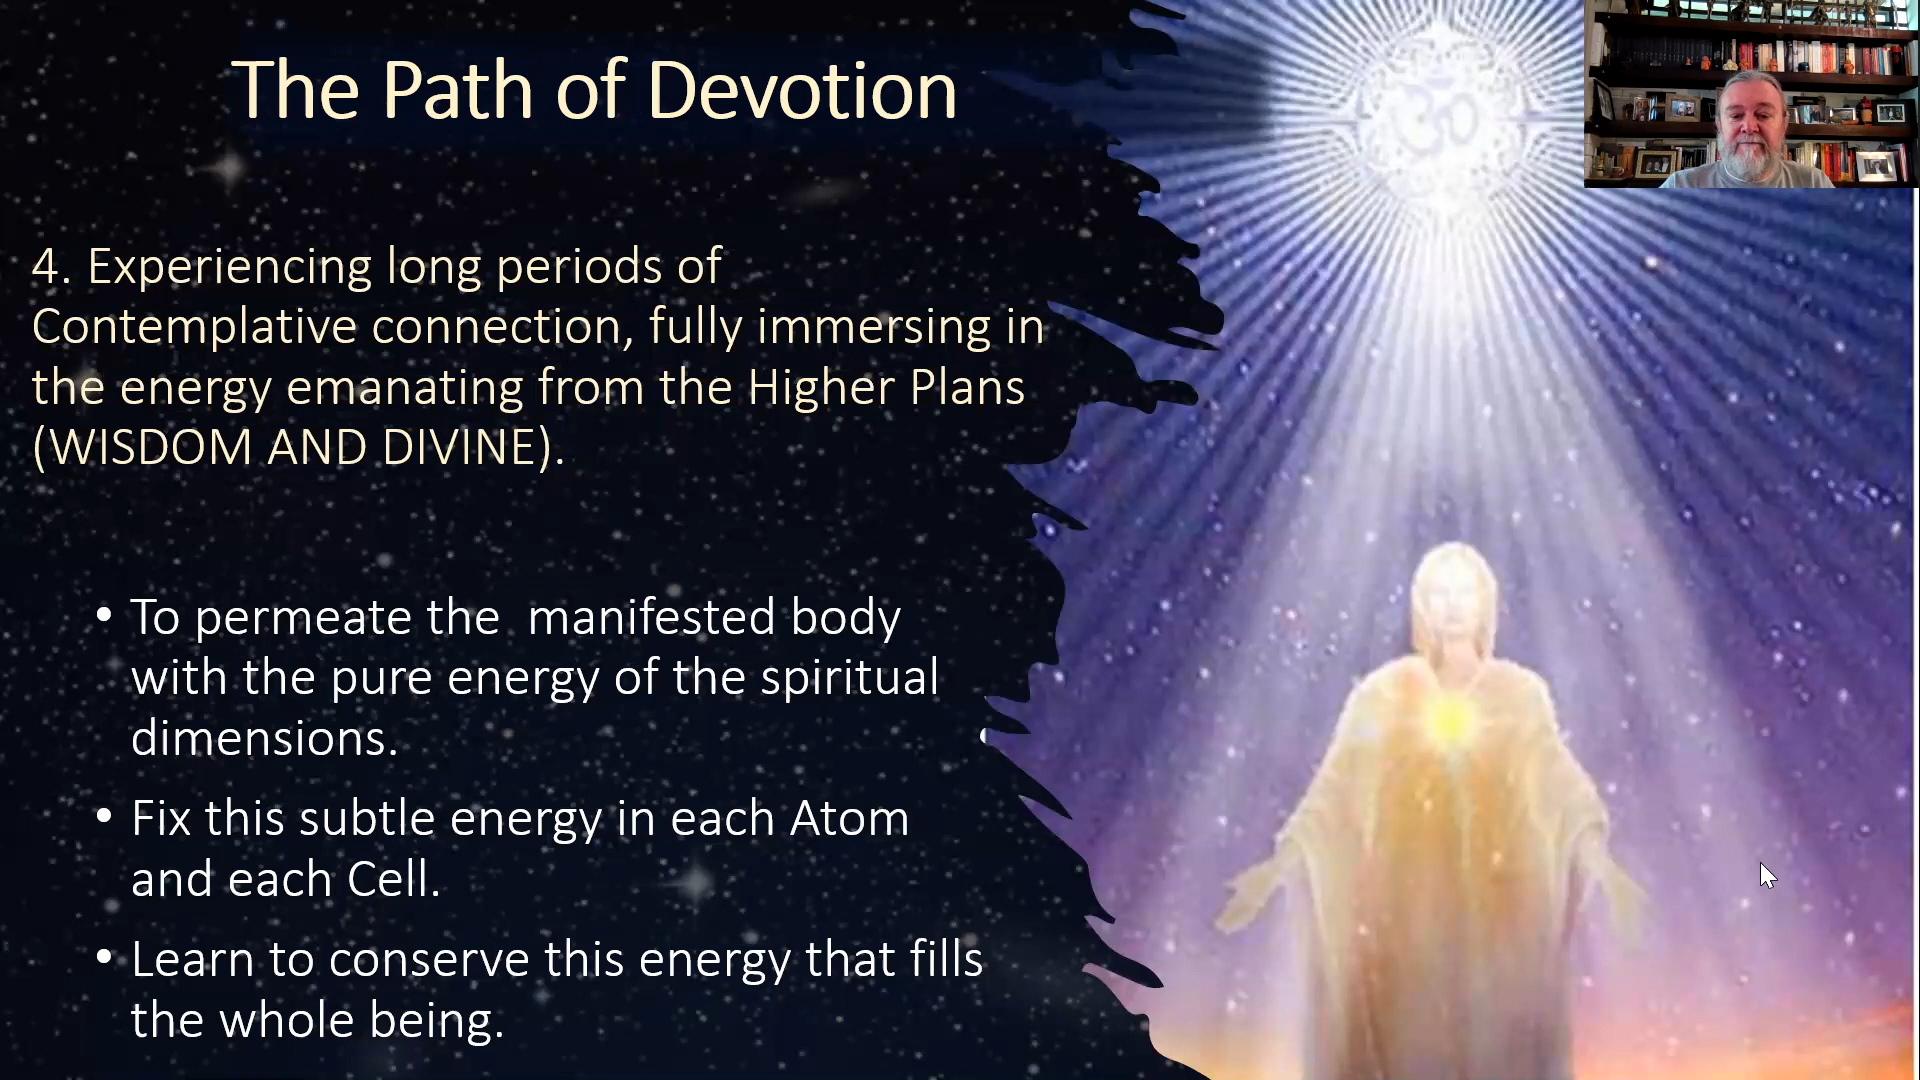 The Path of Devotion
4. Experiencing long periods of
Contemplative connection, fully immersing in
the energy emanating from the Higher Plans
(WISDOM AND DIVINE).
• To permeate the  manifested body
with the pure energy of the spiritual
dimensions.
• Fix this subtle energy in each Atom
and each Cell.
• Learn to conserve this energy that fills
the whole being.
ॐ